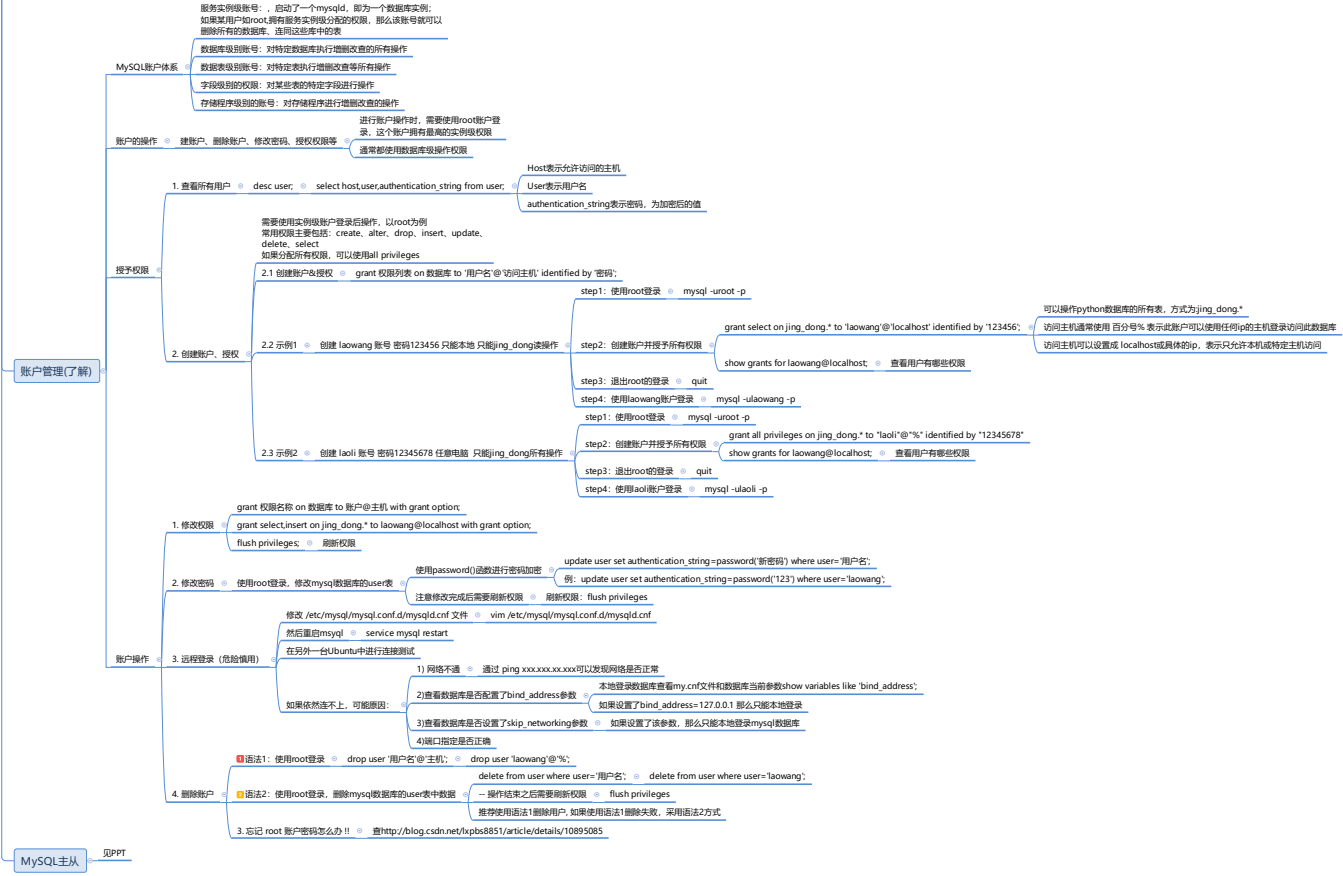 服务实例级账号：，启动了一个mysqld，即为一个数据库实例；
如果某用户如root,拥有服务实例级分配的权限，那么该账号就可以
删除所有的数据库、连同这些库中的表
数据库级别账号：对特定数据库执行增删改查的所有操作
MySQL账户体系
数据表级别账号：对特定表执行增删改查等所有操作
字段级别的权限：对某些表的特定字段进行操作
存储程序级别的账号：对存储程序进行增删改查的操作
账户的操作
建账户、删除账户、修改密码、授权权限等
进行账户操作时，需要使用root账户登
录，这个账户拥有最高的实例级权限
通常都使用数据库级操作权限
授予权限
1. 查看所有用户
desc user;
select host,user,authentication_string from user;
Host表示允许访问的主机
User表示用户名
authentication_string表示密码，为加密后的值
2. 创建账户、授权
需要使用实例级账户登录后操作，以root为例
常用权限主要包括：create、alter、drop、insert、update、
delete、select
如果分配所有权限，可以使用all privileges
2.1 创建账户&授权
grant 权限列表 on 数据库 to '用户名'@'访问主机' identified by '密码';
2.2 示例1
创建 laowang 账号 密码123456 只能本地 只能jing_dong读操作
step1：使用root登录
mysql -uroot -p
step2：创建账户并授予所有权限
grant select on jing_dong.* to 'laowang'@'localhost' identified by '123456';
可以操作python数据库的所有表，方式为:jing_dong.*
访问主机通常使用 百分号% 表示此账户可以使用任何ip的主机登录访问此数据库
访问主机可以设置成 localhost或具体的ip，表示只允许本机或特定主机访问
show grants for laowang@localhost;
查看用户有哪些权限
step3：退出root的登录
quit
step4：使用laowang账户登录
mysql -ulaowang -p
2.3 示例2
创建 laoli 账号 密码12345678 任意电脑 只能jing_dong所有操作
step1：使用root登录
mysql -uroot -p
step2：创建账户并授予所有权限
grant all privileges on jing_dong.* to "laoli"@"%" identified by "12345678"
show grants for laowang@localhost;
查看用户有哪些权限
step3：退出root的登录
quit
step4：使用laoli账户登录
mysql -ulaoli -p
账户管理(了解)
账户操作
1. 修改权限
grant 权限名称 on 数据库 to 账户@主机 with grant option;
grant select,insert on jing_dong.* to laowang@localhost with grant option;
flush privileges;
刷新权限
2. 修改密码
使用root登录，修改mysql数据库的user表
使用password()函数进行密码加密
update user set authentication_string=password('新密码') where user='用户名';
例：update user set authentication_string=password('123') where user='laowang';
注意修改完成后需要刷新权限
刷新权限：flush privileges
3. 远程登录（危险慎用）
修改 /etc/mysql/mysql.conf.d/mysqld.cnf 文件
vim /etc/mysql/mysql.conf.d/mysqld.cnf
然后重启msyql
service mysql restart
在另外一台Ubuntu中进行连接测试
如果依然连不上，可能原因：
1) 网络不通
通过 ping xxx.xxx.xx.xxx可以发现网络是否正常
2)查看数据库是否配置了bind_address参数
本地登录数据库查看my.cnf文件和数据库当前参数show variables like 'bind_address';
如果设置了bind_address=127.0.0.1 那么只能本地登录
3)查看数据库是否设置了skip_networking参数
如果设置了该参数，那么只能本地登录mysql数据库
4)端口指定是否正确
4. 删除账户
语法1：使用root登录
drop user '用户名'@'主机';
drop user 'laowang'@'%';
语法2：使用root登录，删除mysql数据库的user表中数据
delete from user where user='用户名';
delete from user where user='laowang';
-- 操作结束之后需要刷新权限
flush privileges
推荐使用语法1删除用户, 如果使用语法1删除失败，采用语法2方式
3. 忘记 root 账户密码怎么办 !!
查http://blog.csdn.net/lxpbs8851/article/details/10895085
MySQL主从
见PPT